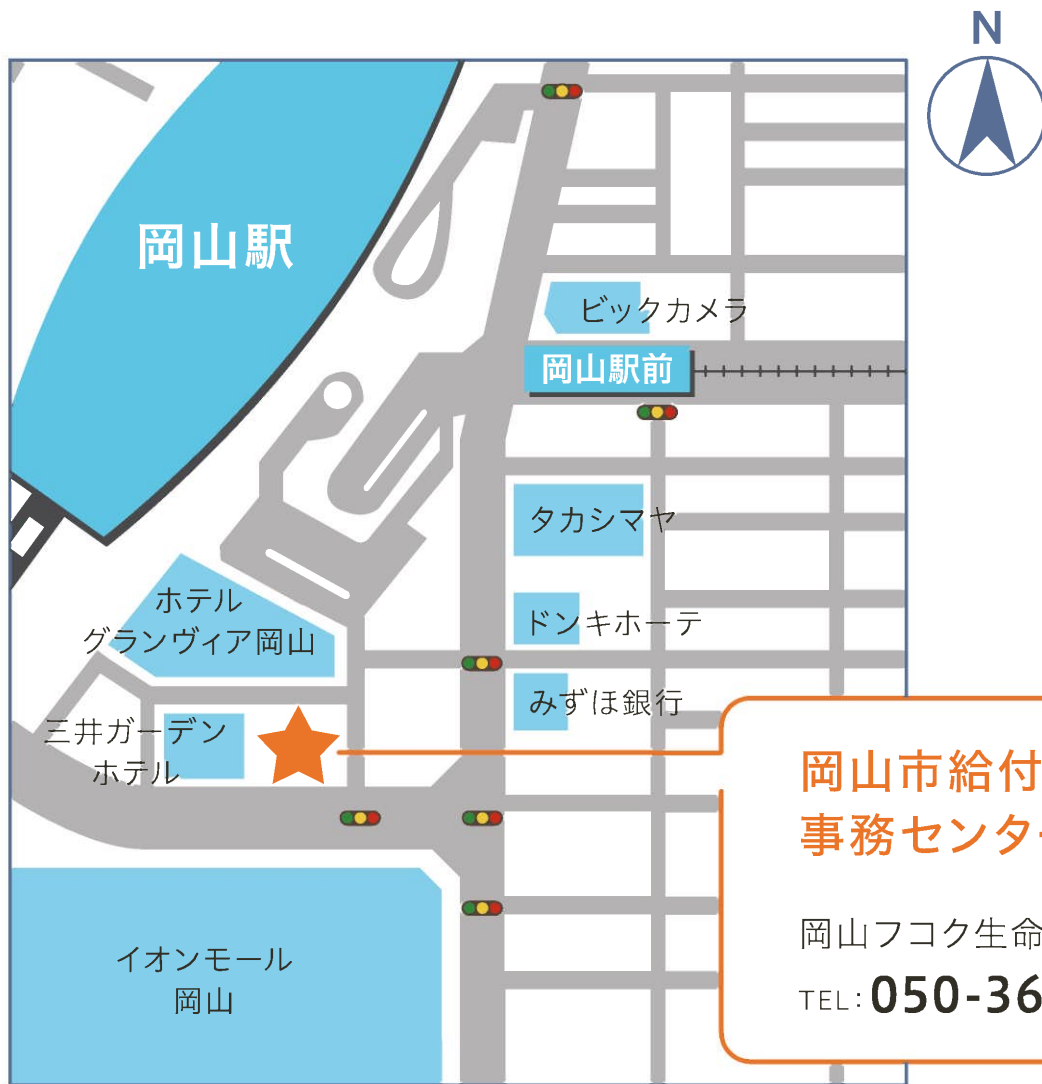 N
岡山駅
ビックカメラ
岡山駅前
タカシマヤ
ホテル
グランヴィア岡山
ドンキホーテ
みずほ銀行
三井ガーデン
ホテル
岡山市給付
事務センター
岡山フコク生命
TEL:050-36
イオンモール
岡山